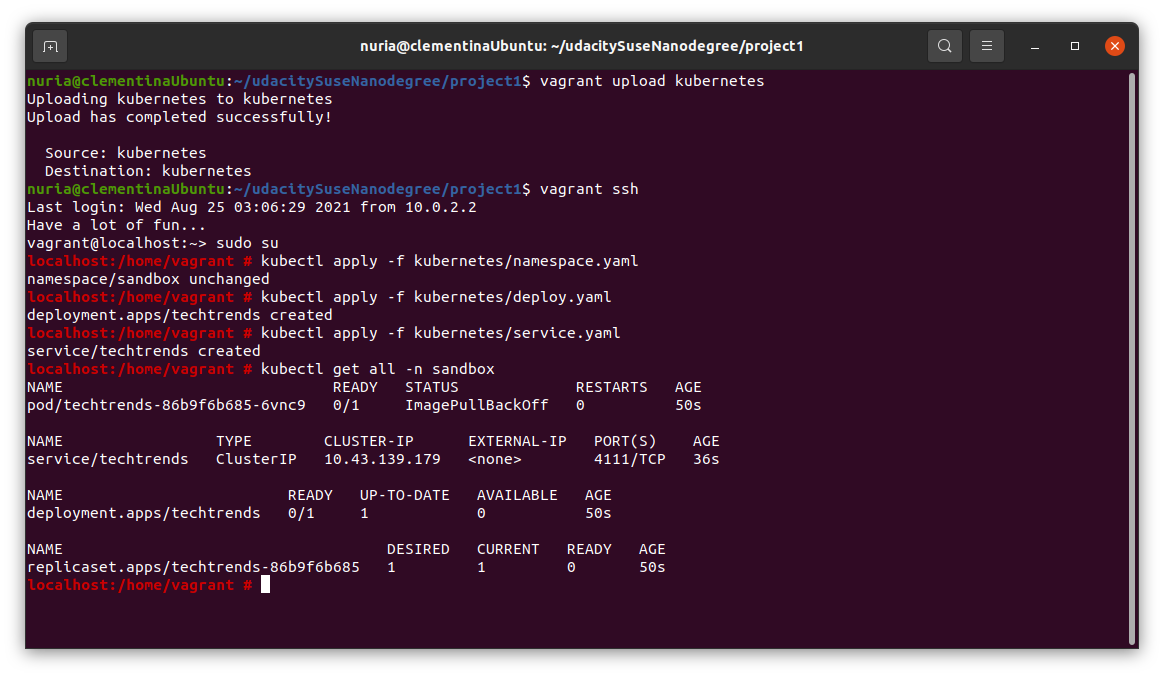 nuria@clementinaUbuntu: ~/udacitySuseNanodegree/project1
nuria@clementinaUbuntu:~/udacitySuseNanodegree/project1$ vagrant upload kubernetes
Uploading kubernetes to kubernetes
Upload has completed successfully!
Source: kubernetes
Destination: kubernetes
nuria@clementinaUbuntu:~/udacitySuseNanodegree/project1$ vagrant ssh
Last login: Wed Aug 25 03:06:29 2021 from 10.0.2.2
Have a lot of fun...
vagrant@localhost:~> sudo su
localhost:/home/vagrant # kubectl apply -f kubernetes/namespace.yaml
namespace/sandbox unchanged
localhost:/home/vagrant # kubectl apply -f kubernetes/deploy.yaml
deployment.apps/techtrends created
localhost:/home/vagrant # kubectl apply -f kubernetes/service.yaml
service/techtrends created
localhost:/home/vagrant # kubectl get all -n sandbox
NAME                              READY   STATUS             RESTARTS   AGE
pod/techtrends-86b9f6b685-6vnc9   0/1     ImagePullBackOff   0          50s
NAME                 TYPE        CLUSTER-IP      EXTERNAL-IP   PORT(S)    AGE
service/techtrends   ClusterIP   10.43.139.179   <none>        4111/TCP   36s
NAME                         READY   UP-TO-DATE   AVAILABLE   AGE
deployment.apps/techtrends   0/1     1            0           50s
NAME                                    DESIRED   CURRENT   READY   AGE
replicaset.apps/techtrends-86b9f6b685   1         1         0       50s
localhost:/home/vagrant #